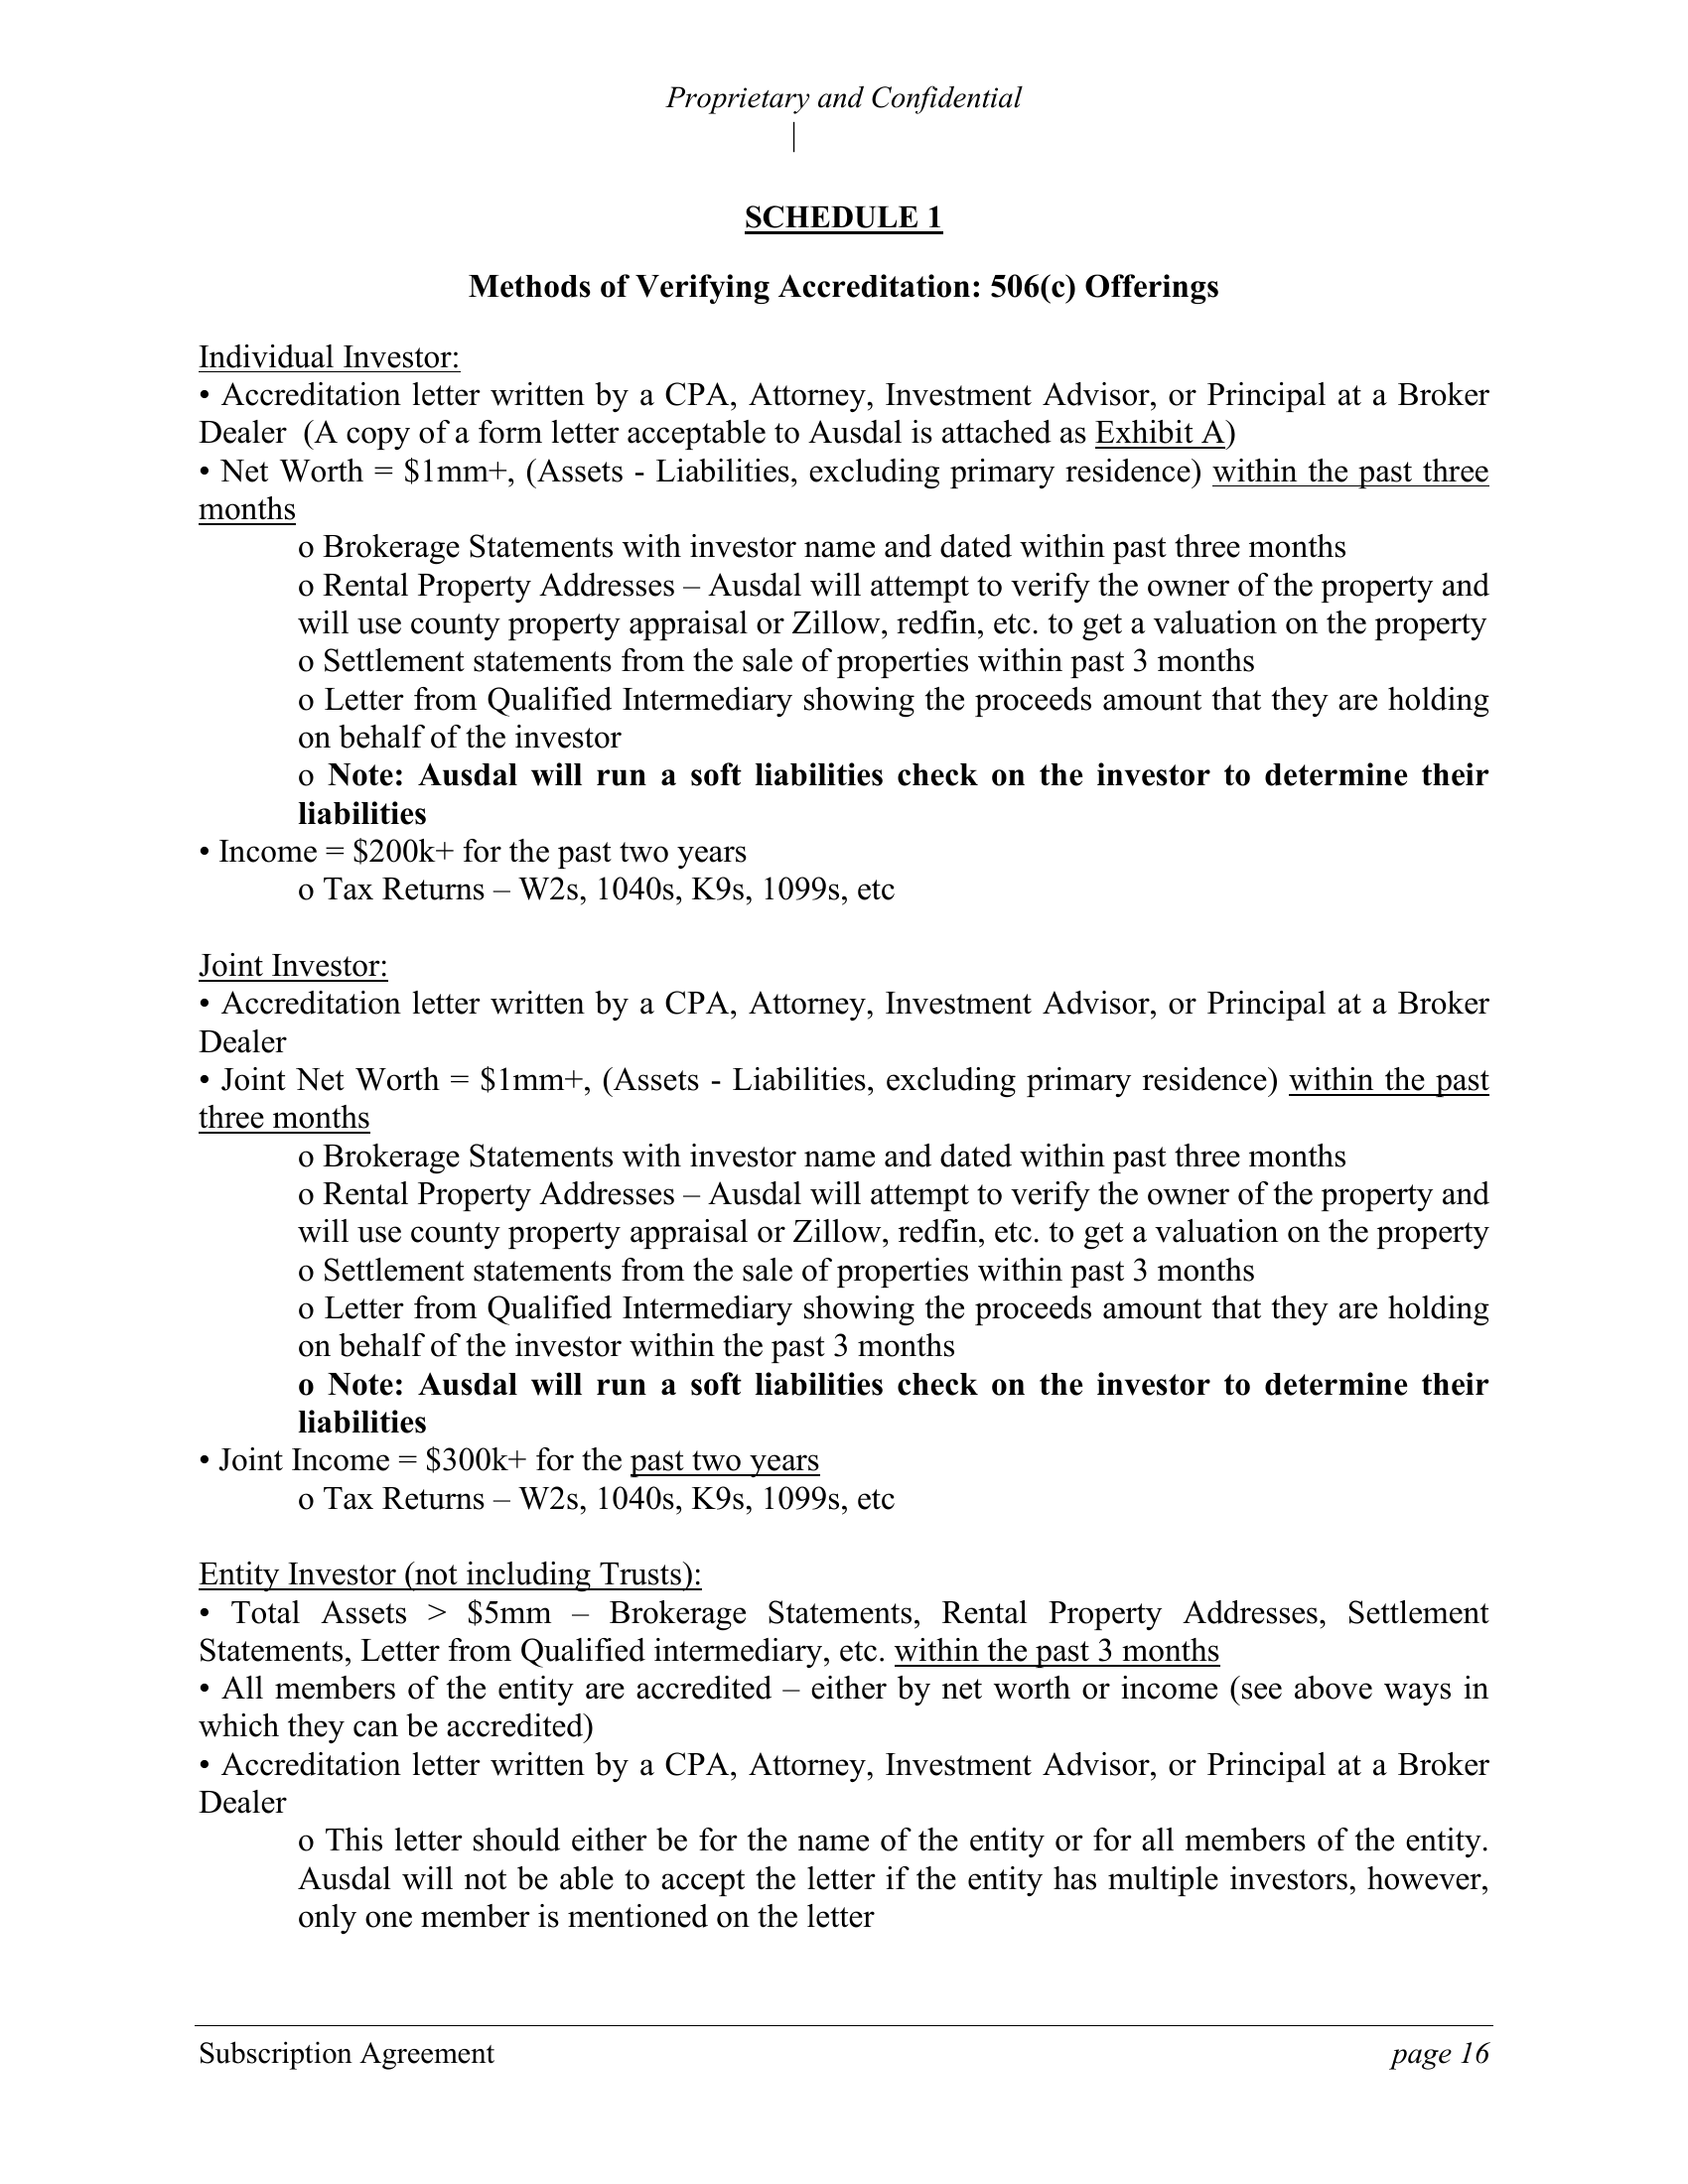 Proprietary and Confidential
|
SCHEDULE 1
Methods of Verifying Accreditation: 506(c) Offerings
Individual Investor:
• Accreditation letter written by a CPA, Attorney, Investment Advisor, or Principal at a Broker
Dealer (A copy of a form letter acceptable to Ausdal is attached as Exhibit A)
• Net Worth = $1mm+, (Assets - Liabilities, excluding primary residence) within the past three
months
o Brokerage Statements with investor name and dated within past three months
o Rental Property Addresses – Ausdal will attempt to verify the owner of the property and
will use county property appraisal or Zillow, redfin, etc. to get a valuation on the property
o Settlement statements from the sale of properties within past 3 months
o Letter from Qualified Intermediary showing the proceeds amount that they are holding
on behalf of the investor
o Note: Ausdal will run a soft liabilities check on the investor to determine their
liabilities
• Income = $200k+ for the past two years
o Tax Returns – W2s, 1040s, K9s, 1099s, etc
Joint Investor:
• Accreditation letter written by a CPA, Attorney, Investment Advisor, or Principal at a Broker
Dealer
• Joint Net Worth = $1mm+, (Assets - Liabilities, excluding primary residence) within the past
three months
o Brokerage Statements with investor name and dated within past three months
o Rental Property Addresses – Ausdal will attempt to verify the owner of the property and
will use county property appraisal or Zillow, redfin, etc. to get a valuation on the property
o Settlement statements from the sale of properties within past 3 months
o Letter from Qualified Intermediary showing the proceeds amount that they are holding
on behalf of the investor within the past 3 months
o Note: Ausdal will run a soft liabilities check on the investor to determine their
liabilities
• Joint Income = $300k+ for the past two years
o Tax Returns – W2s, 1040s, K9s, 1099s, etc
Entity Investor (not including Trusts):
• Total Assets > $5mm – Brokerage Statements, Rental Property Addresses, Settlement
Statements, Letter from Qualified intermediary, etc. within the past 3 months
• All members of the entity are accredited – either by net worth or income (see above ways in
which they can be accredited)
• Accreditation letter written by a CPA, Attorney, Investment Advisor, or Principal at a Broker
Dealer
o This letter should either be for the name of the entity or for all members of the entity.
Ausdal will not be able to accept the letter if the entity has multiple investors, however,
only one member is mentioned on the letter
Subscription Agreement page 16